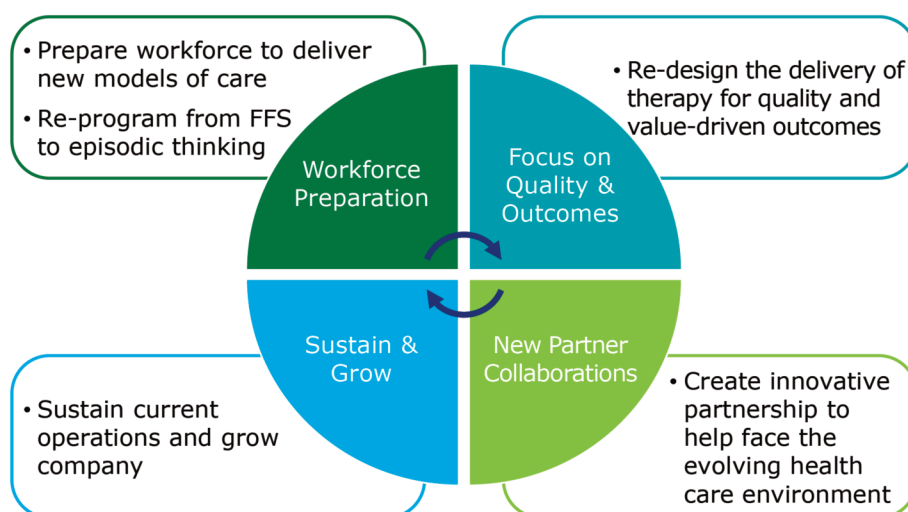 • Prepare workforce to deliver
new models of care
• Re-program from FFS
to episodic thinking
• Re-design the delivery of
therapy for quality and
value-driven outcomes
Workforce
Preparation
Focus on
Quality &
Outcomes
Sustain &
Grow
New Partner
Collaborations
• Sustain current
operations and grow
company
• Create innovative
partnership to
help face the
evolving health
care environment